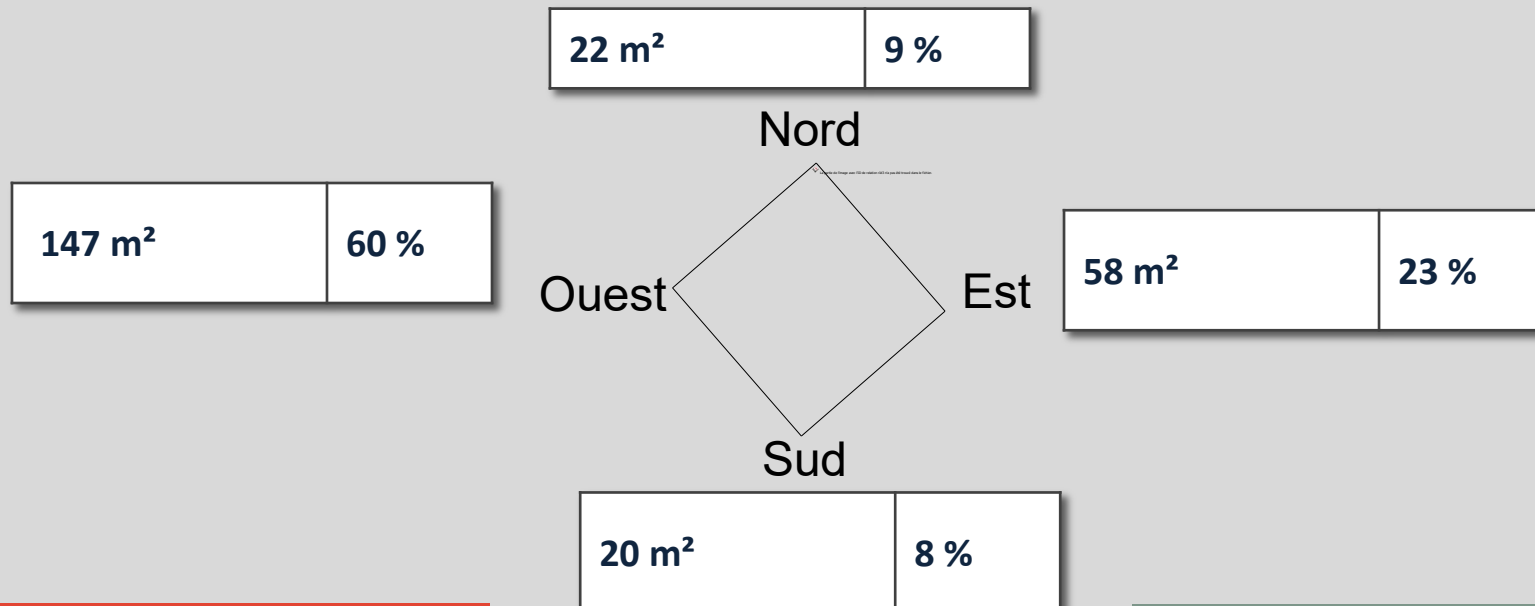 22 m² 9 %
Nord
147 m² 60 %
Ouest
Est
58 m² 23 %
Sud
20 m² 8 %